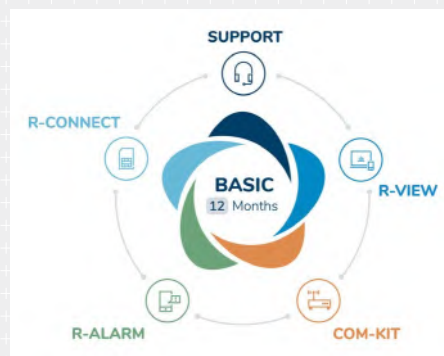 SUPPORT
R-CONNECT
BASIC
12 Months
R-VIEW
R-ALARM
COM-KIT